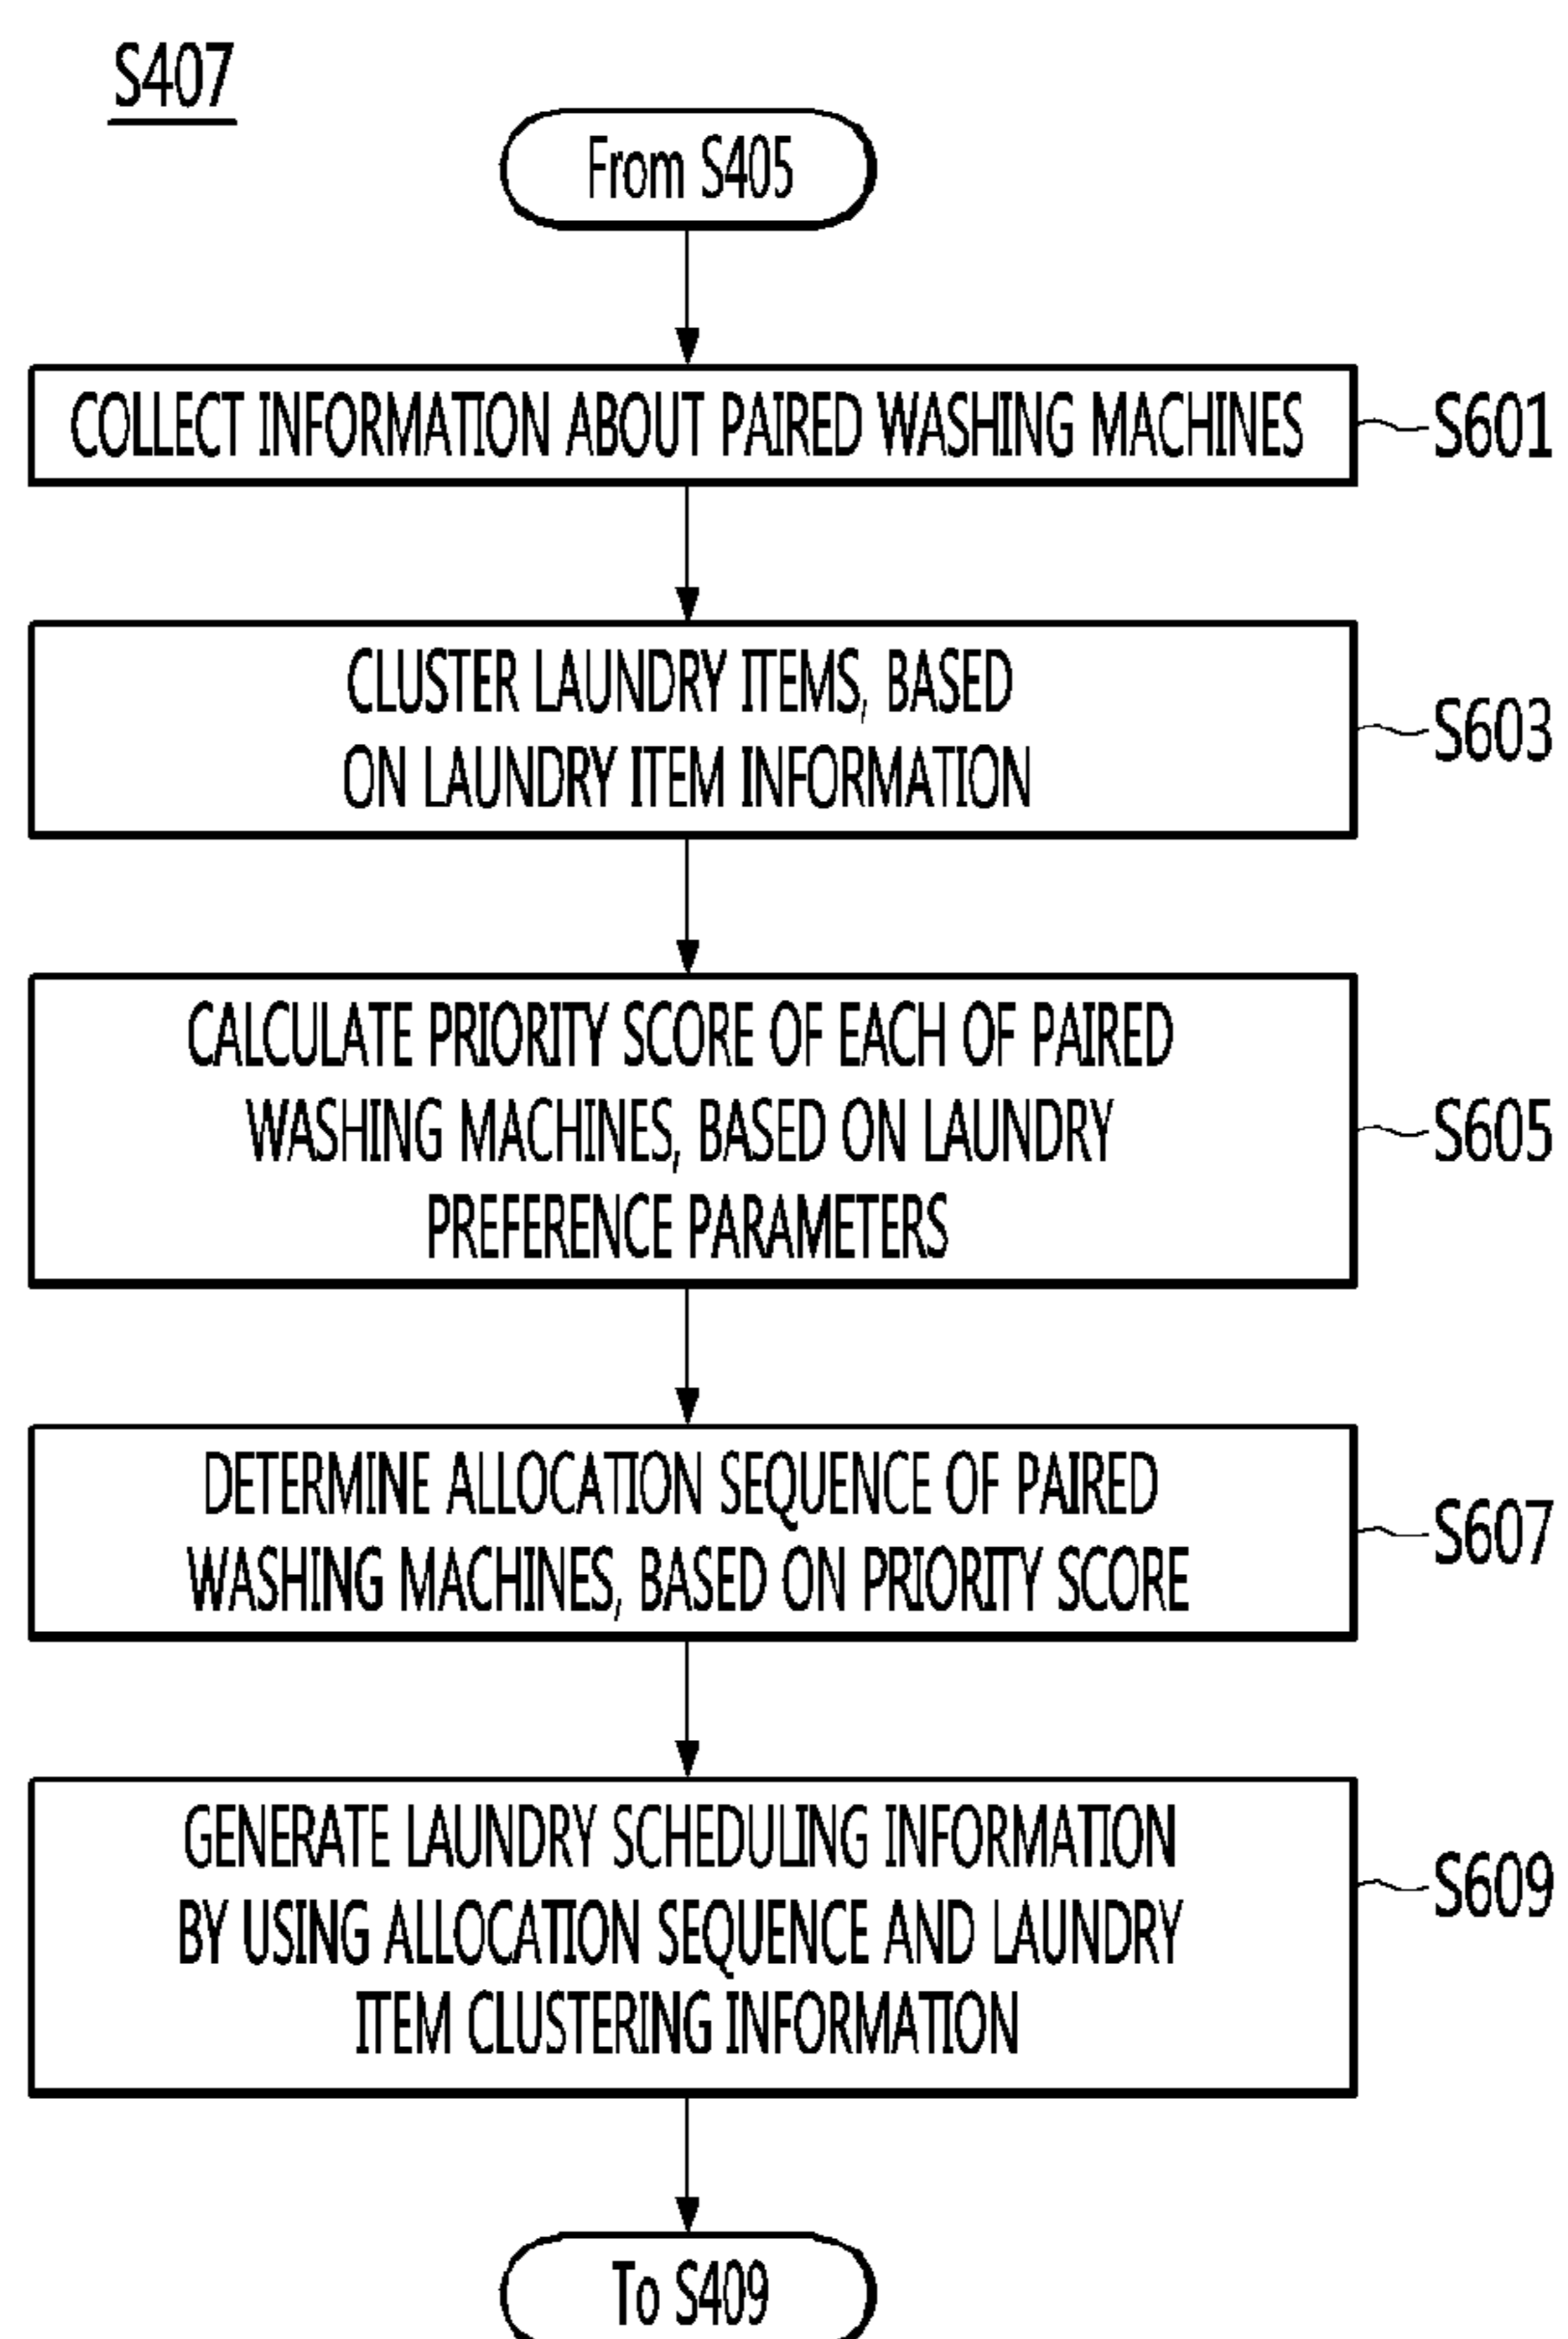 S407
From S405
COLLECT INFORMATION ABOUT PAIRED WASHING MACHINES
S601
CLUSTER LAUNDRY ITEMS, BASED
ON LAUNDRY ITEM INFORMATION
S603
CALCULATE PRIORITY SCORE OF EACH OF PAIRED
WASHING MACHINES, BASED ON LAUNDRY
PREFERENCE PARAMETERS
S605
DETERMINE ALLOCATION SEQUENCE OF PAIRED
WASHING MACHINES, BASED ON PRIORITY SCORE
S607
GENERATE LAUNDRY SCHEDULING INFORMATION
BY USING ALLOCATION SEQUENCE AND LAUNDRY
ITEM CLUSTERING INFORMATION
S609
To S409